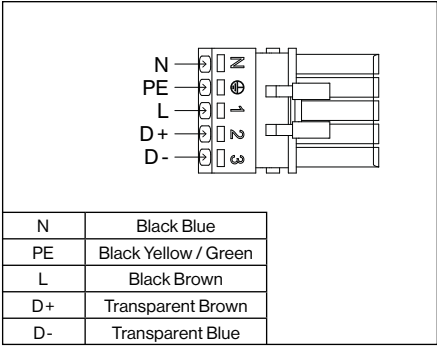 N N
PE
L 1
D+ 2
D- 3
N Black Blue
PE Black Yellow / Green
L Black Brown
D+ Transparent Brown
D- Transparent Blue